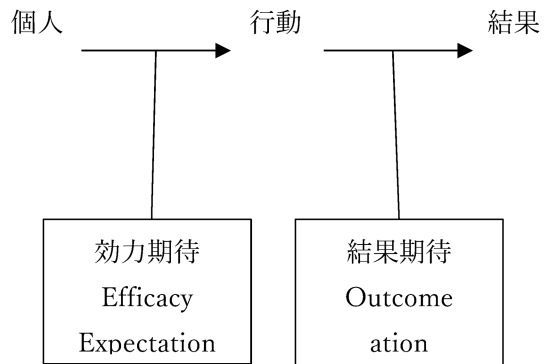 個人 行動 結果
効力期待
Efficacy
Expectation
結果期待
Outcome
ation